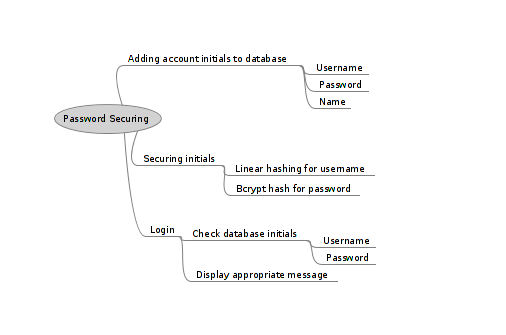 Adding account initials to database
Username
Password
Name
Password Securing
Securing initials
Linear hashing for username
Bcrypt hash for password
Login
Check database initials
Username
Password
Display appropriate message